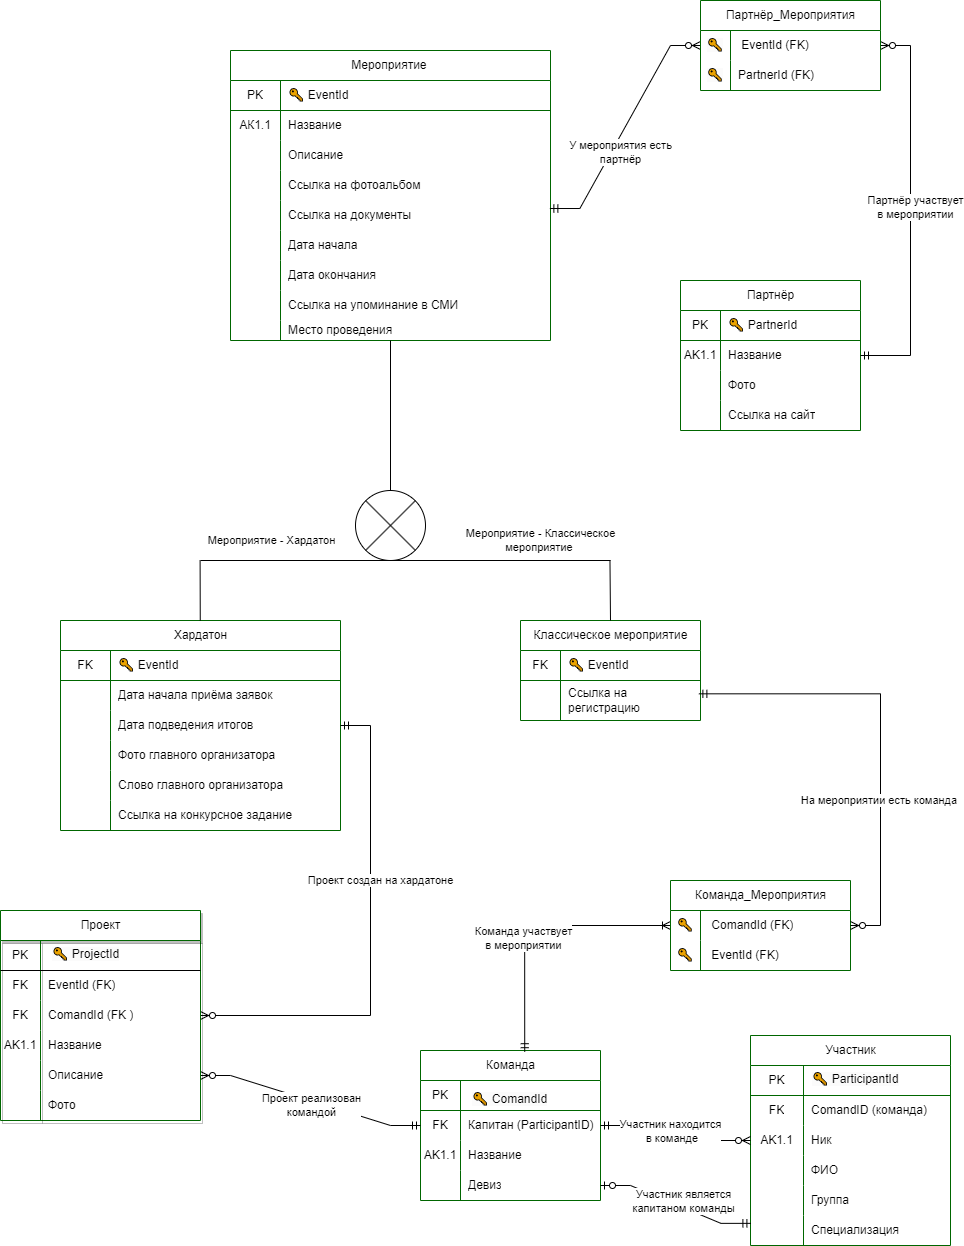 Партнёр_Мероприятия
EventId (FK)
PartnerId (FK)
Мероприятие
PK EventId
АК1.1 Название
Описание
Ссылка на фотоальбом
Ссылка на документы
Дата начала
Дата окончания
Ссылка на упоминание в СМИ
Место проведения
У мероприятия есть
партнёр
Партнёр участвует
в мероприятии
Партнёр
PK PartnerId
AK1.1 Название
Фото
Ссылка на сайт
Мероприятие - Хардатон
Мероприятие - Классическое
мероприятие
Хардатон
FK EventId
Дата начала приёма заявок
Дата подведения итогов
Фото главного организатора
Слово главного организатора
Ссылка на конкурсное задание
Классическое мероприятие
FK EventId
Ссылка на
регистрацию
На мероприятии есть команда
Проект создан на хардатоне
Команда_Мероприятия
ComandId (FK)
EventId (FK)
Команда участвует
в мероприятии
Проект
PK ProjectId
FK EventId (FK)
FK ComandId (FK )
AK1.1 Название
Описание
Фото
Проект реализован
командой
Команда
PK ComandId
FK Капитан (ParticipantID)
AK1.1 Название
Девиз
Участник находится
в команде
Участник является
капитаном команды
Участник
PK ParticipantId
FK ComandID (команда)
AK1.1 Ник
ФИО
Группа
Специализация